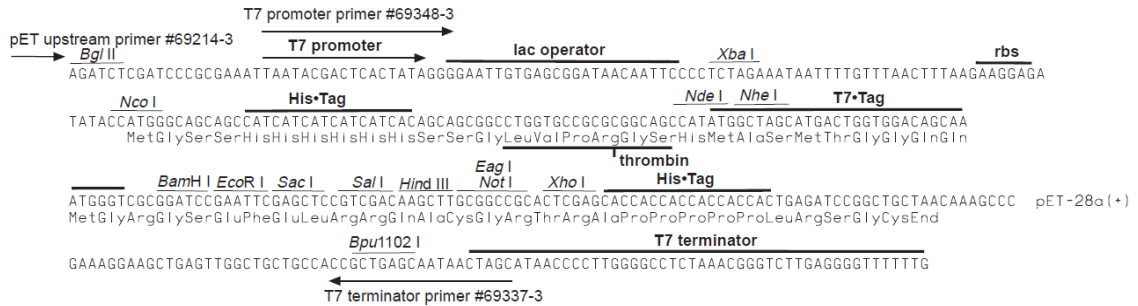 T7 promoter primer #69348-3
pET upstream primer #69214-3
Bgl II T7 promoter lac operator Xba I rbs
AGATCTCGATCCCGCGAAATTAATACGACTCACTATAGGGGAATTGTGAGCGGATAACAATTCCCCTCTAGAAATAATTTTGTTTAACTTTAAGAAGGAGA
Nco I His•Tag Nde I Nhe I T7•Tag
TATACCATGGGCAGCAGCCATCATCATCATCATCACAGCAGCGGCCTGGTGCCGCGCGGCAGCCATATGGCTAGCATGACTGGTGGACAGCAA
MetGlySerSerHisHisHisHisHisHisSerSerGlyLeuValProArgGlySerHisMetAlaSerMetThrGlyGlyGlnGln
thrombin
Eag I
BamH I EcoR I Sac I Sal I Hind III Not I Xho I His•Tag
ATGGGTCGCGGATCCGAATTCGAGCTCCGTCGACAAGCTTGCGGCCGCACTCGAGCACCACCACCACCACCACTGAGATCCGGCTGCTAACAAAGCCC pET-28a(+)
MetGlyArgGlySerGluPheGluLeuArgArgGlnAlaCysGlyArgThrArgAlaProProProProProLeuArgSerGlyCysEnd
Bpu1102 I T7 terminator
GAAAGGAAGCTGAGTTGGCTGCTGCCACCGCTGAGCAATAACTAGCATAACCCCTTGGGGCCTCTAAACGGGTCTTGAGGGGTTTTTTG
T7 terminator primer #69337-3